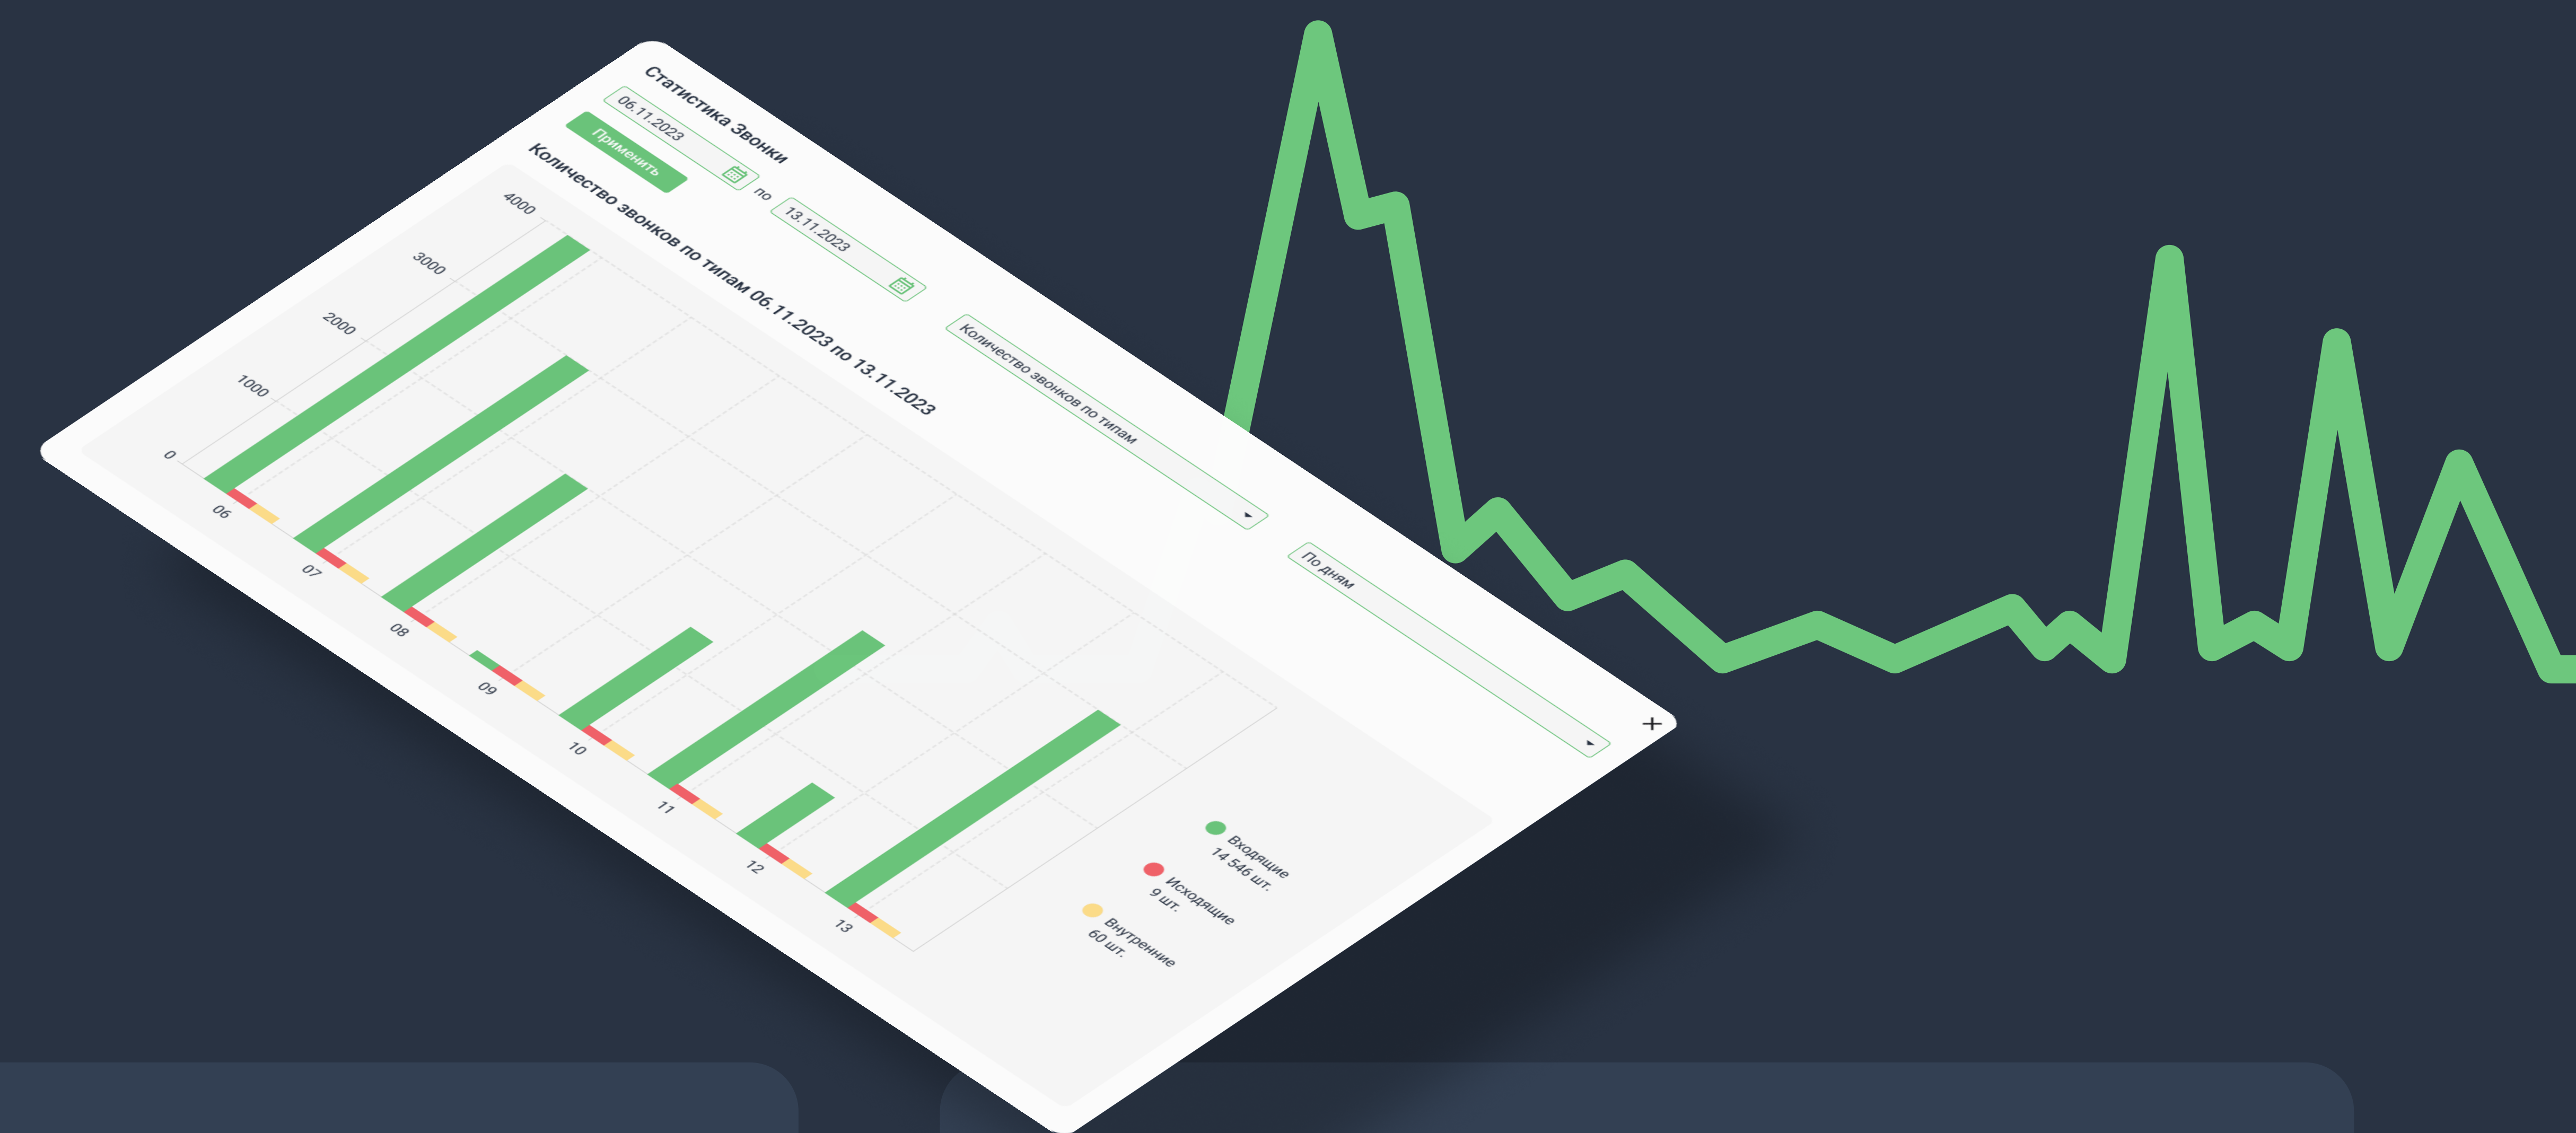 Статистика Звонки
06.11.2023
по
13.11.2023
Количество звонков по типам
По дням
Применить
Количество звонков по типам 06.11.2023 по 13.11.2023
4000
3000
2000
1000
0
06
07
08
09
10
11
12
13
Входящие
14 546 шт.
Исходящие
9 шт.
Внутренние
60 шт.